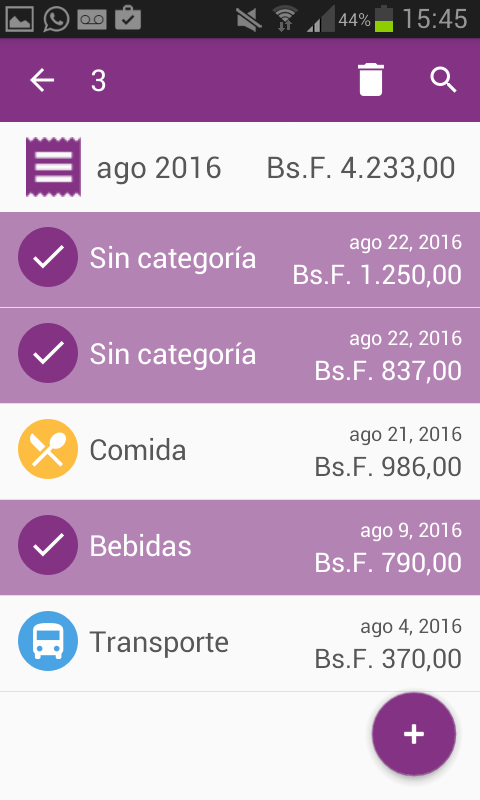 44% 15:45
3
ago 2016 Bs.F. 4.233,00
ago 22, 2016
Sin categoría
Bs.F. 1.250,00
ago 22, 2016
Sin categoría
Bs.F. 837,00
ago 21, 2016
Comida
Bs.F. 986,00
ago 9, 2016
Bebidas
Bs.F. 790,00
ago 4, 2016
Transporte
Bs.F. 370,00